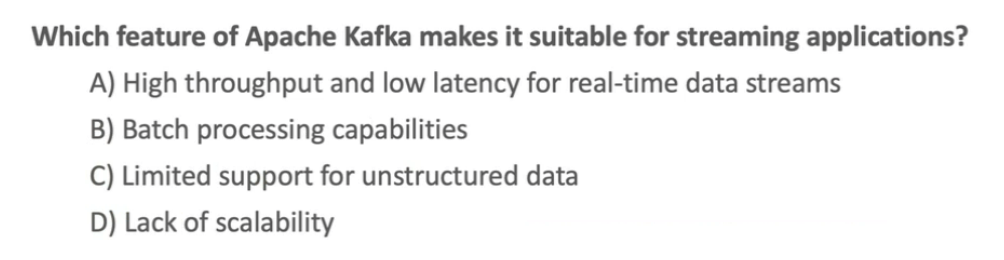 Which feature of Apache Kafka makes it suitable for streaming applications?
A) High throughput and low latency for real-time data streams
B) Batch processing capabilities
C) Limited support for unstructured data
D) Lack of scalability